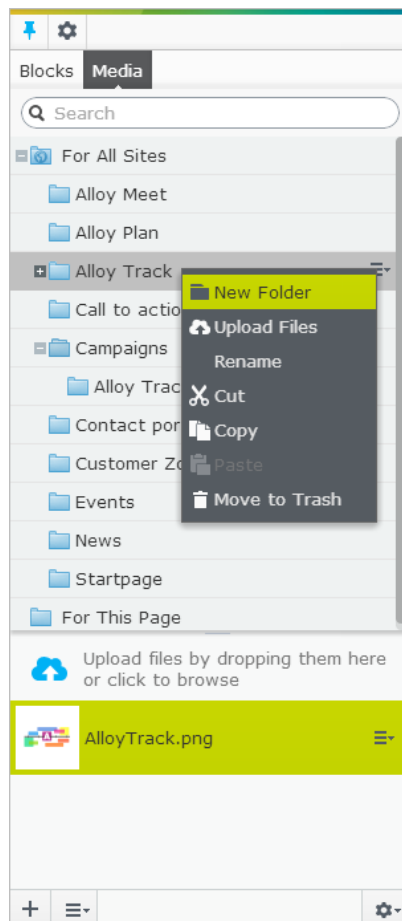 Blocks
Media
Search
For All Sites
Alloy Meet
Alloy Plan
Alloy Track
New Folder
Call to actio
Upload Files
Campaigns
Rename
Alloy Trac
Cut
Contact por
Copy
Customer Zo
Paste
Events
Move to Trash
News
Startpage
For This Page
Upload files by dropping them here
or click to browse
AlloyTrack.png